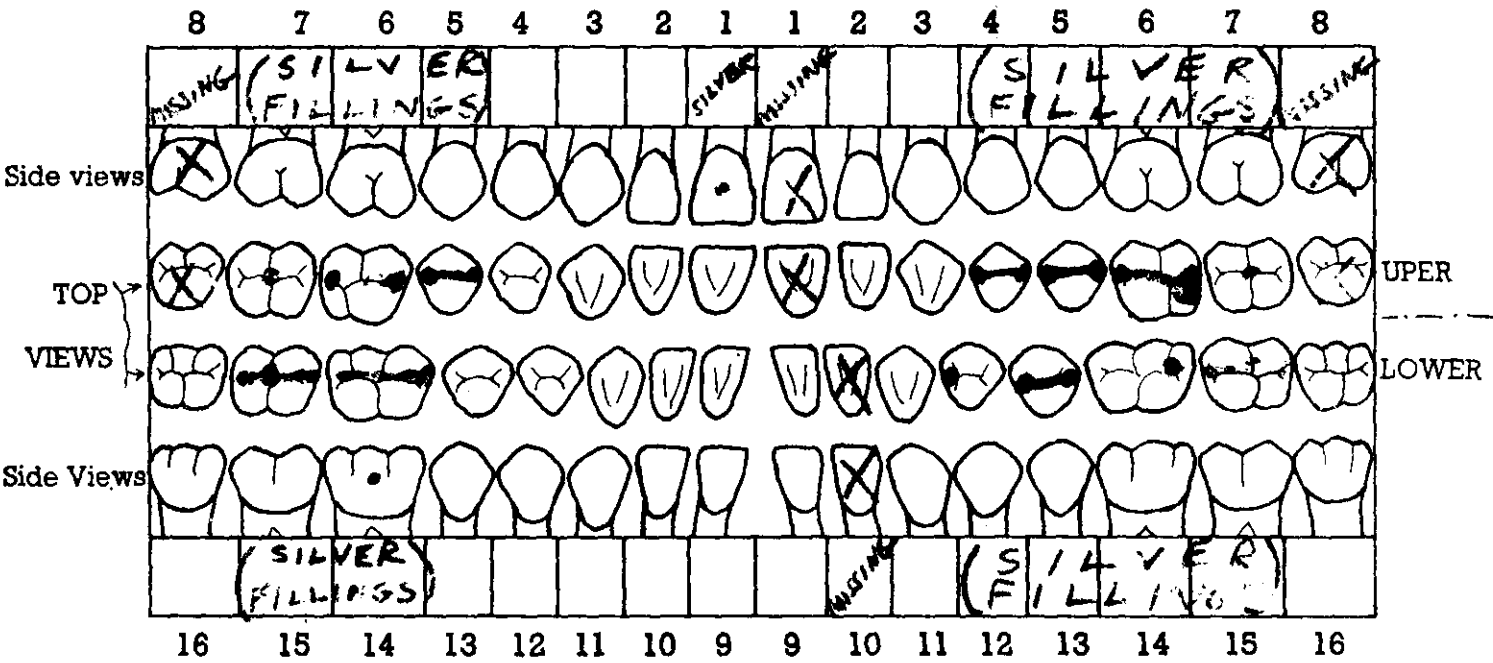 8 7 6 5 4 3 2 1 1 2 3 4 5 6 7 8
MISSING (SILVER SILVER MISSING (SILVER MISSING
FILLINGS) FILLINGS)
Side views
TOP UPER
VIEWS LOWER
Side Views
(SILVER MISSING (SILVER
FILLINGS) FILLINGS)
16 15 14 13 12 11 10 9 9 10 11 12 13 14 15 16